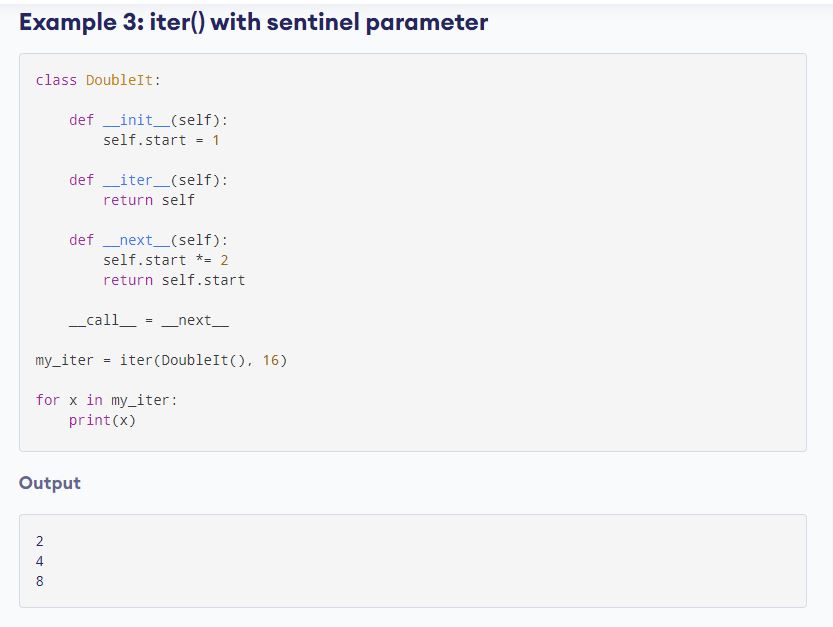 Example 3: iter() with sentinel parameter
class DoubleIt:
    def __init__(self):
        self.start = 1
    def __iter__(self):
        return self
    def __next__(self):
        self.start *= 2
        return self.start
    __call__ = __next__
my_iter = iter(DoubleIt(), 16)
for x in my_iter:
    print(x)
Output
2
4
8